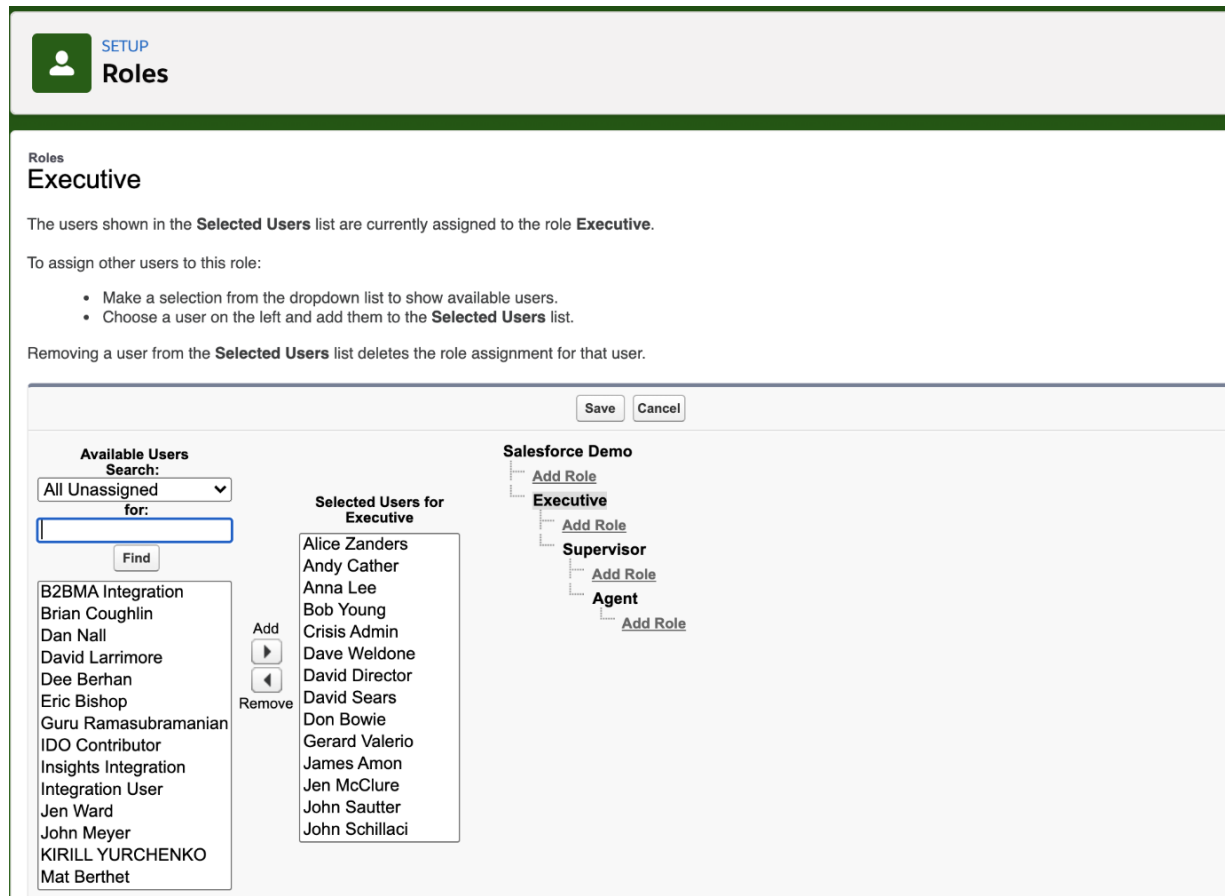 SETUP
Roles
Roles
Executive
The users shown in the Selected Users list are currently assigned to the role Executive.
To assign other users to this role:
• Make a selection from the dropdown list to show available users.
• Choose a user on the left and add them to the Selected Users list.
Removing a user from the Selected Users list deletes the role assignment for that user.
Save Cancel
Available Users
Search:
All Unassigned
for:
Find
B2BMA Integration
Brian Coughlin
Dan Nall
David Larrimore
Dee Berhan
Eric Bishop
Guru Ramasubramanian
IDO Contributor
Insights Integration
Integration User
Jen Ward
John Meyer
KIRILL YURCHENKO
Mat Berthet
Add
Remove
Selected Users for
Executive
Alice Zanders
Andy Cather
Anna Lee
Bob Young
Crisis Admin
Dave Weldone
David Director
David Sears
Don Bowie
Gerard Valerio
James Amon
Jen McClure
John Sautter
John Schillaci
Salesforce Demo
Add Role
Executive
Add Role
Supervisor
Add Role
Agent
Add Role